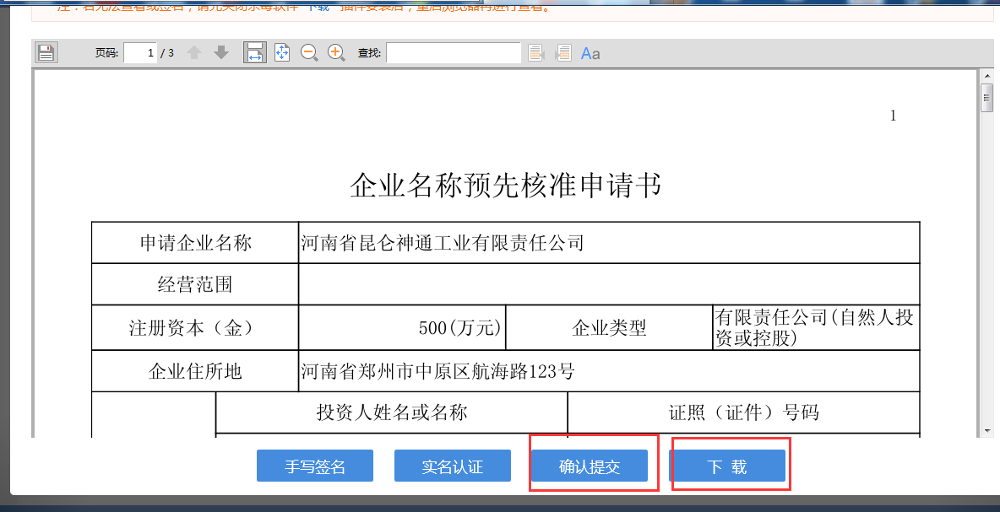 注：若无法查看或签名，请先关闭杀毒软件"下载"插件安装后，重启浏览器再进行查看。
页码: 1 / 3 查找: Aa
1
企业名称预先核准申请书
申请企业名称 河南省昆仑神通工业有限责任公司
经营范围
注册资本（金） 500(万元) 企业类型 有限责任公司(自然人投
资或控股)
企业住所地 河南省郑州市中原区航海路123号
投资人姓名或名称 证照（证件）号码
手写签名 实名认证 确认提交 下 载